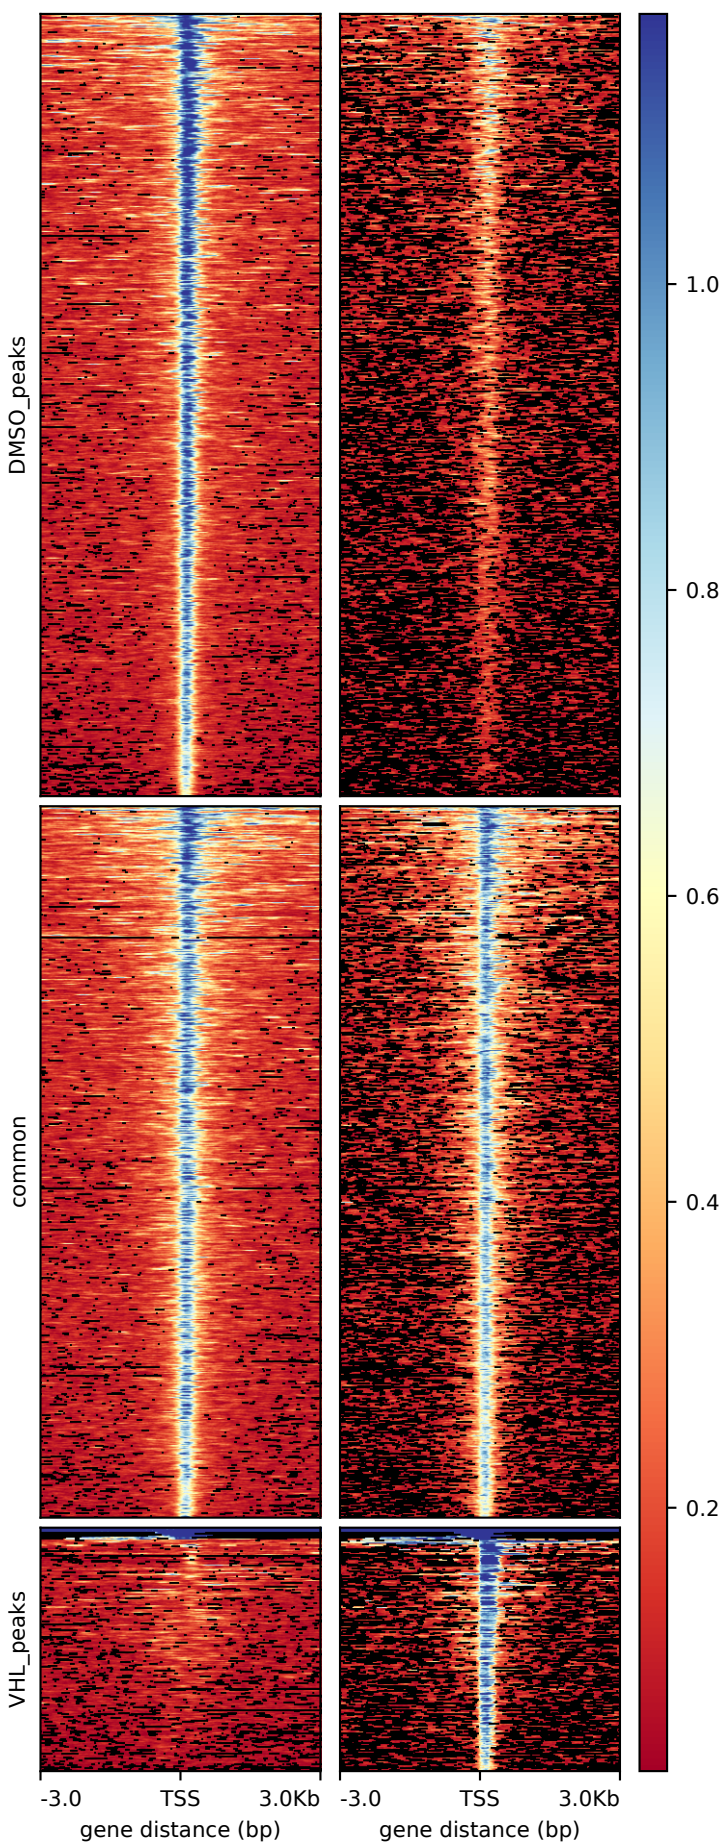 DMSO_peaks
common
VHL_peaks
1.0
0.8
0.6
0.4
0.2
-3.0 TSS 3.0Kb
gene distance (bp)
-3.0 TSS 3.0Kb
gene distance (bp)